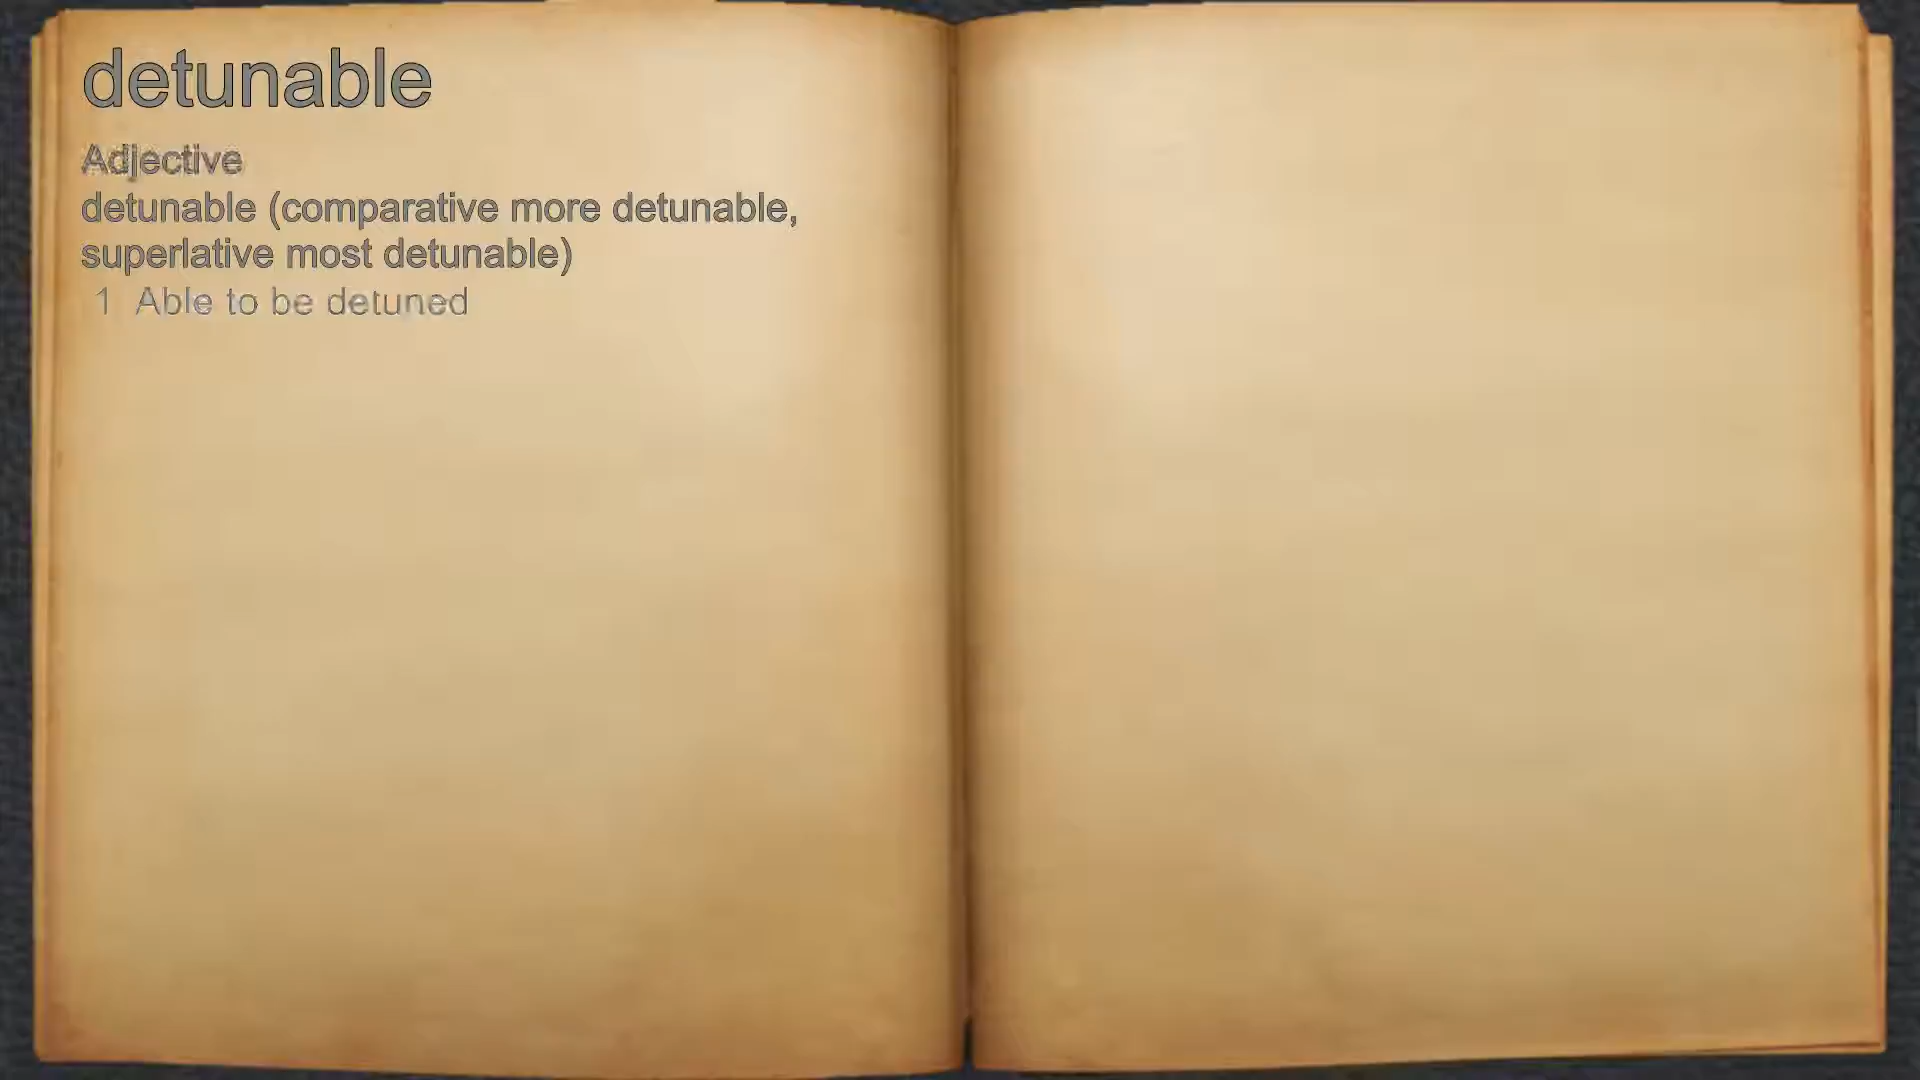 detunable
Adjective
detunable (comparative more detunable,
superlative most detunable)
1 Able to be detuned